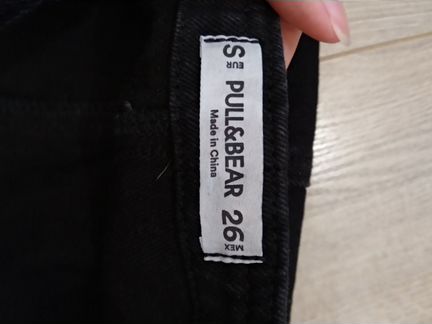 EUR S
PULL&BEAR
Made in China
MEX 26